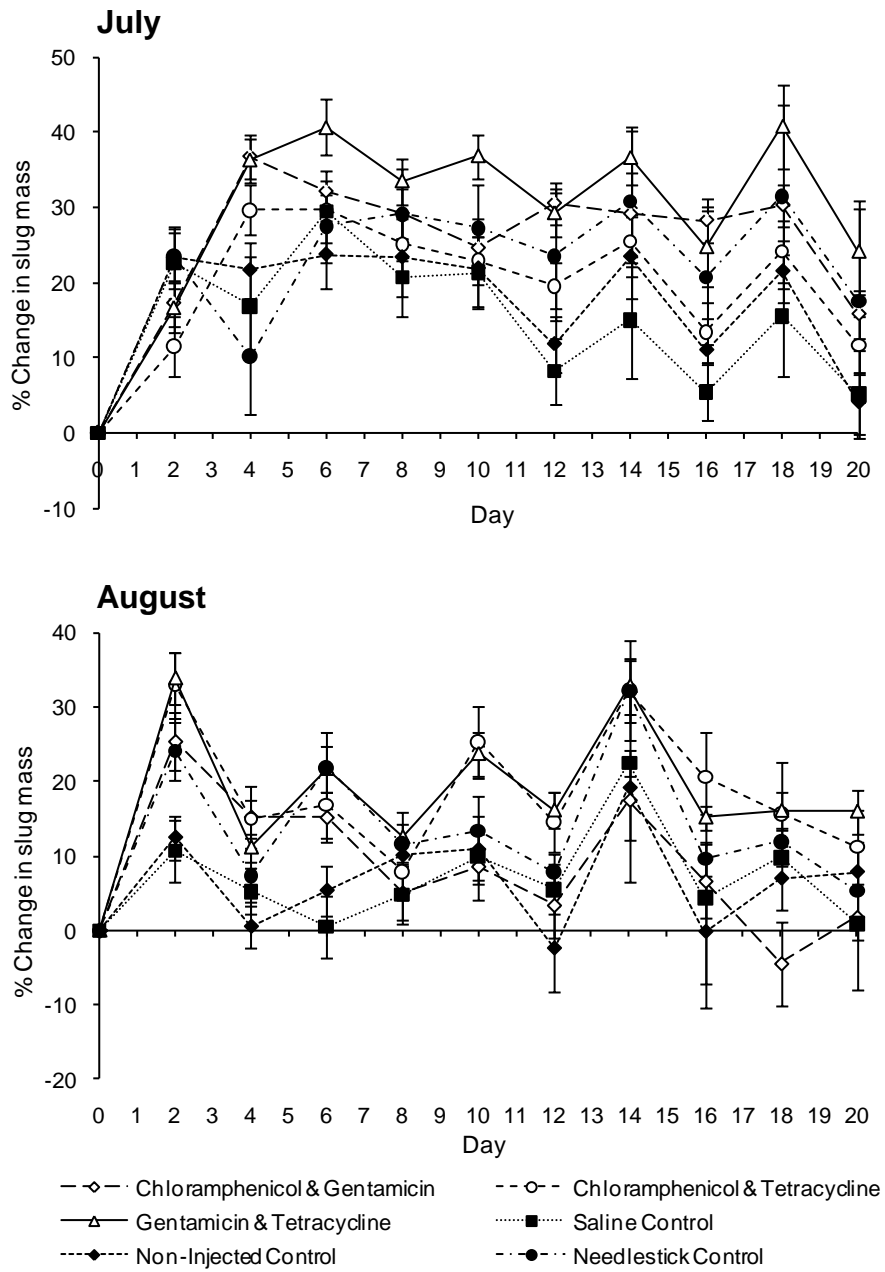 July
50
40
30
20
10
0
-10
% Change in slug mass
0 1 2 3 4 5 6 7 8 9 10 11 12 13 14 15 16 17 18 19 20
Day
August
40
30
20
10
0
-10
-20
% Change in slug mass
0 1 2 3 4 5 6 7 8 9 10 11 12 13 14 15 16 17 18 19 20
Day
Chloramphenicol & Gentamicin
Chloramphenicol & Tetracycline
Gentamicin & Tetracycline
Saline Control
Non-Injected Control
Needlestick Control